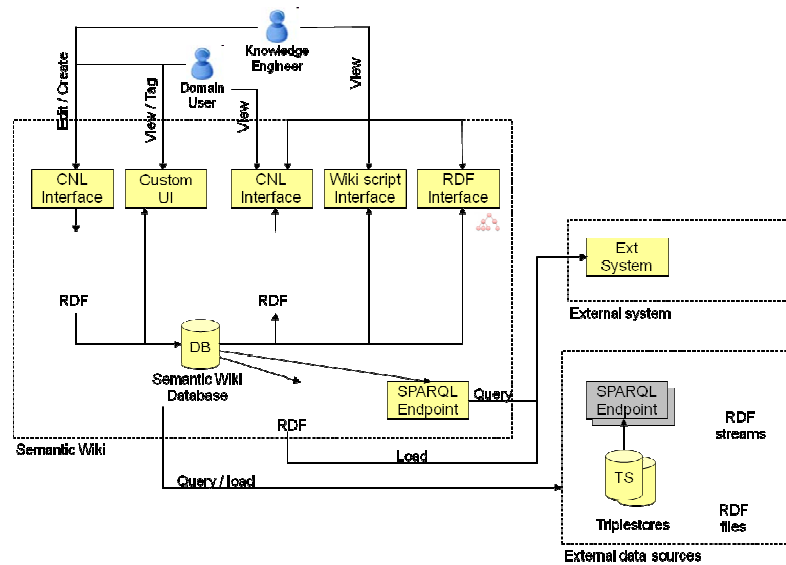 Knowledge
Engineer
Domain
User
Edit / Create
View / Tag
View
View
CNL
Interface
Custom
UI
CNL
Interface
Wiki script
Interface
RDF
Interface
Ext
System
External system
RDF
RDF
DB
Semantic Wiki
Database
SPARQL
Endpoint
Query
SPARQL
Endpoint
RDF
streams
RDF
Semantic Wiki
Load
Query / load
TS
Triplestores
RDF
files
External data sources